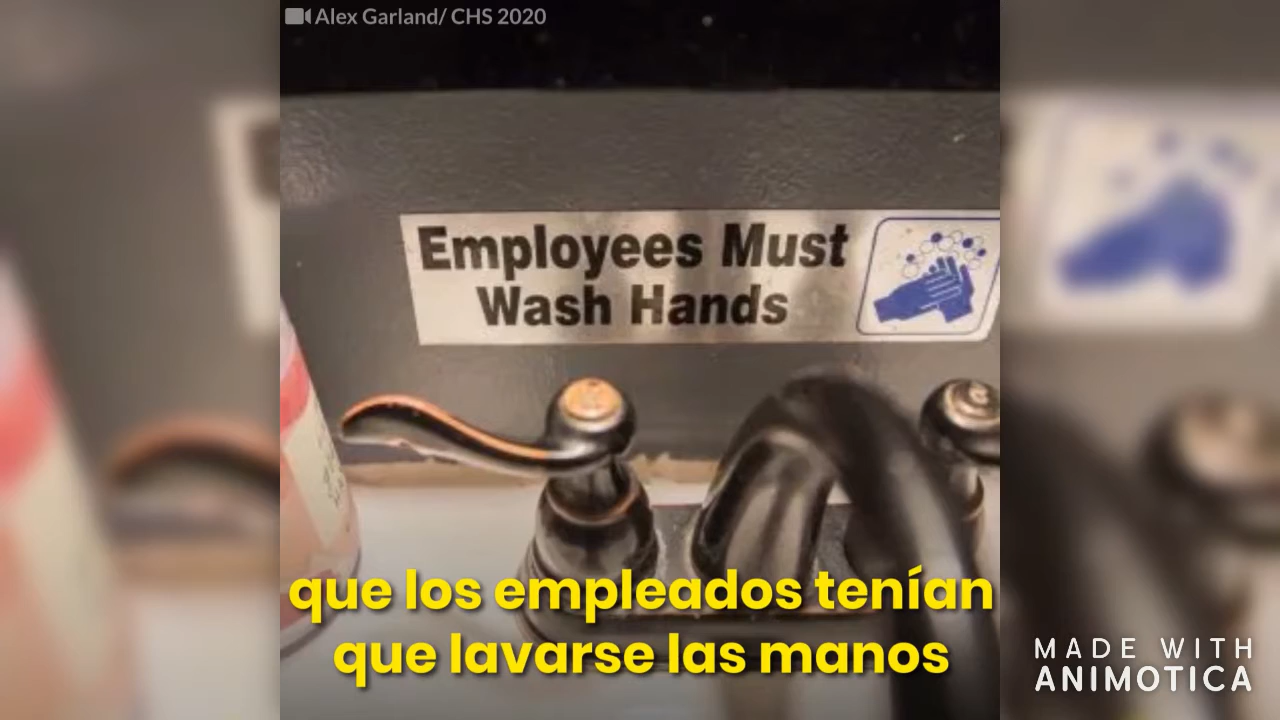 Alex Garland/ CHS 2020
Employees Must
Wash Hands
que los empleados tenían
que lavarse las manos
MADE WITH
ANIMOTICA